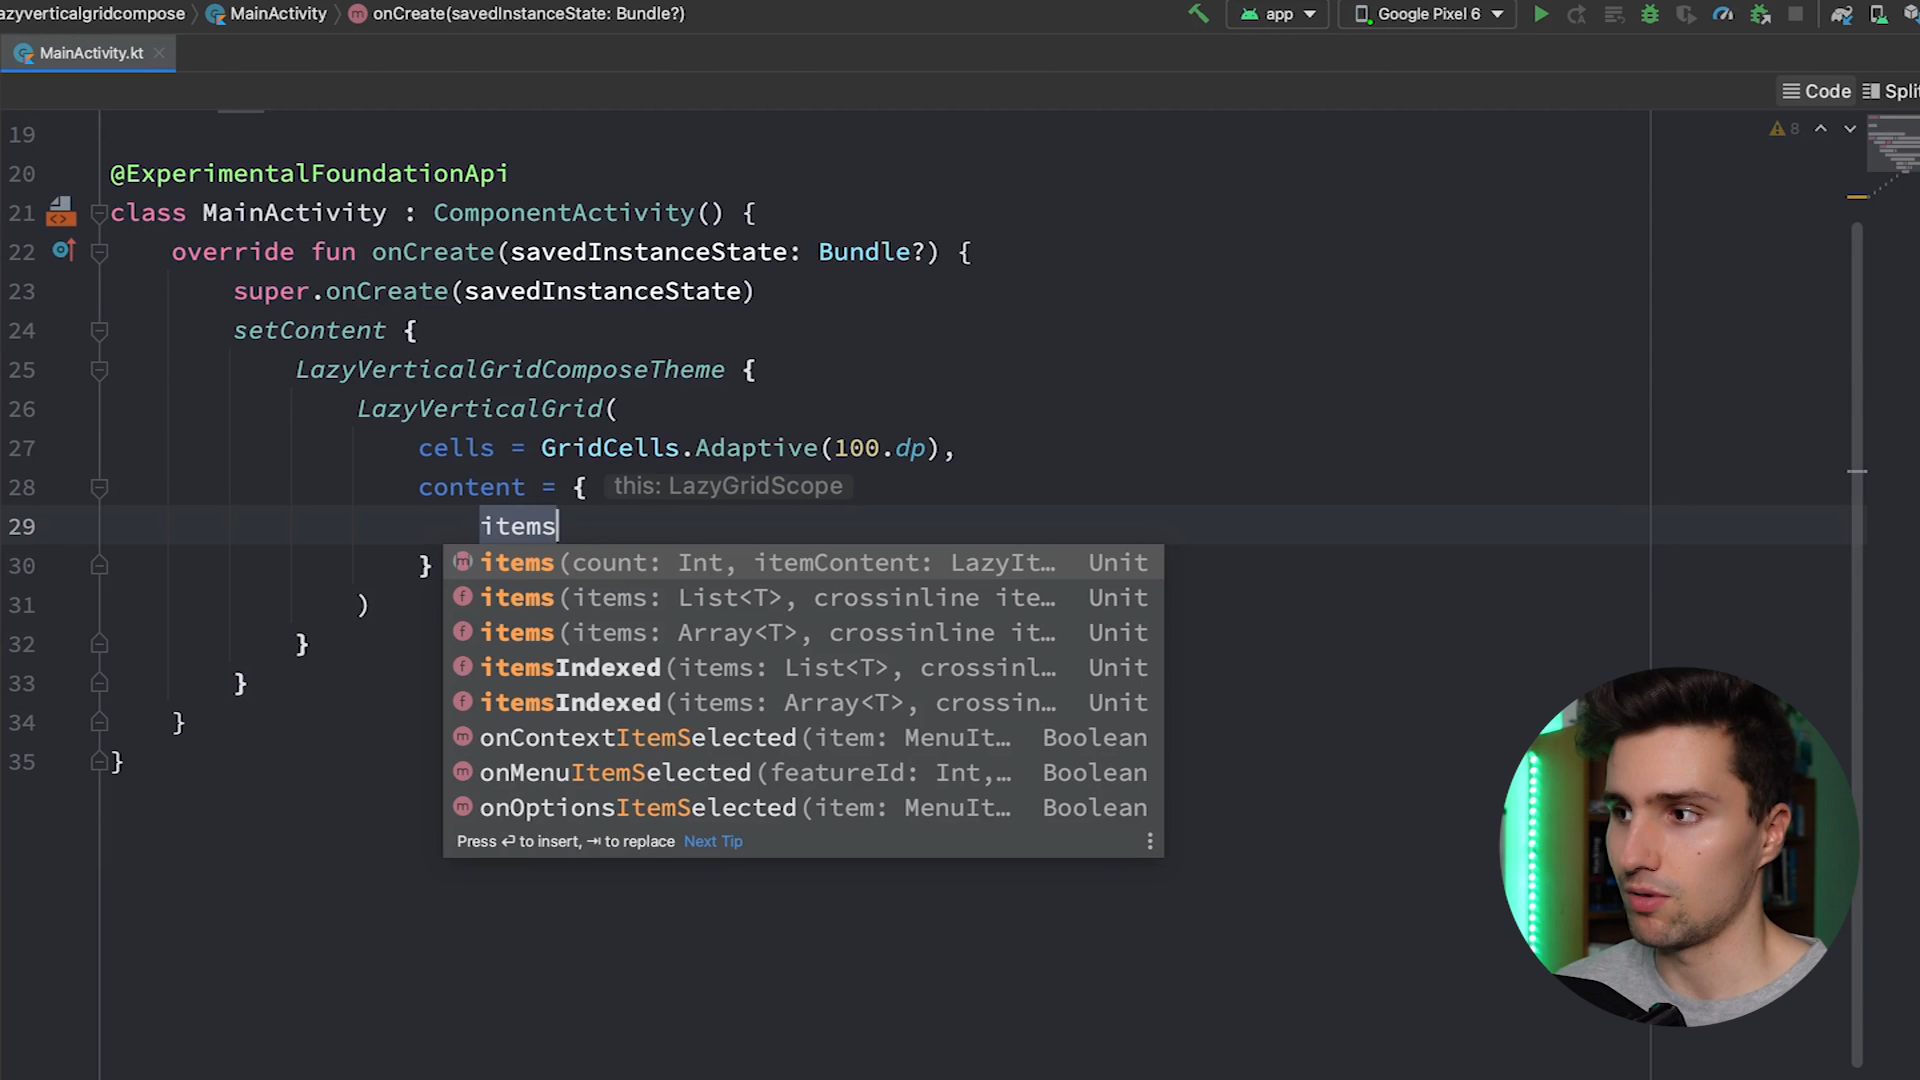 azyverticalgridcompose MainActivity onCreate(savedInstanceState: Bundle?) app Google Pixel 6
MainActivity.kt
Code Split
8
19
20 @ExperimentalFoundationApi
21 class MainActivity : ComponentActivity() {
22 override fun onCreate(savedInstanceState: Bundle?) {
23 super.onCreate(savedInstanceState)
24 setContent {
25 LazyVerticalGridComposeTheme {
26 LazyVerticalGrid(
27 cells = GridCells.Adaptive(100.dp),
28 content = { this: LazyGridScope
29 items
30 }
31 )
32 }
33 }
34 }
35 }
items(count: Int, itemContent: LazyIt… Unit
items(items: List<T>, crossinline ite… Unit
items(items: Array<T>, crossinline it… Unit
itemsIndexed(items: List<T>, crossinl… Unit
itemsIndexed(items: Array<T>, crossin… Unit
onContextItemSelected(item: MenuIt… Boolean
onMenuItemSelected(featureId: Int,… Boolean
onOptionsItemSelected(item: MenuIt… Boolean
Press ⏎ to insert, ⇥ to replace Next Tip